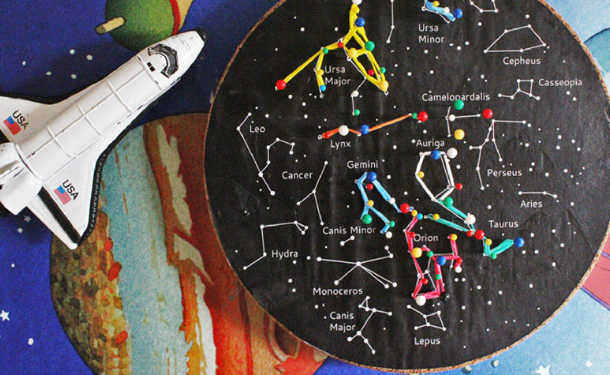 Ursa
Minor
Cepheus
Ursa
Major
Casseopia
Camelonardalis
Leo
Lynx
Auriga
Perseus
Gemini
Cancer
Aries
Canis Minor
Taurus
Orion
Hydra
Monoceros
Canis
Major
Lepus
USA
USA